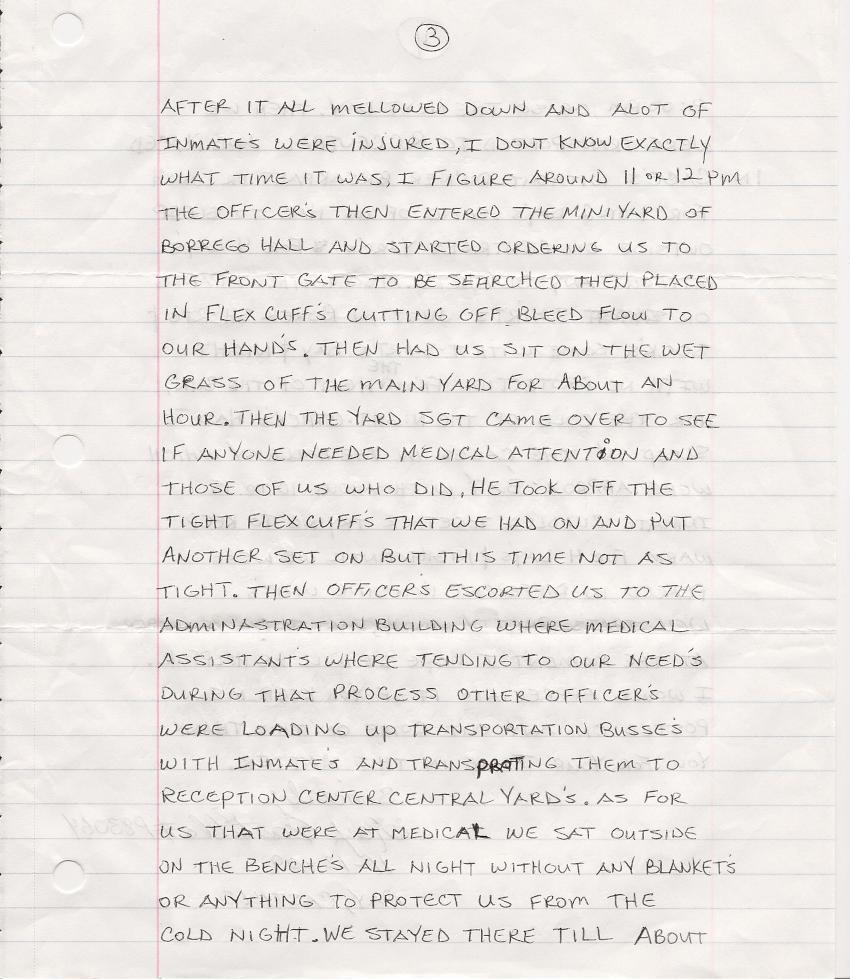 3
AFTER IT ALL MELLOWED DOWN AND ALOT OF
INMATE'S WERE INJURED, I DONT KNOW EXACTLY
WHAT TIME IT WAS, I FIGURE AROUND 11 OR 12 PM
THE OFFICER'S THEN ENTERED THE MINI YARD OF
BORREGO HALL AND STARTED ORDERING US TO
THE FRONT GATE TO BE SEARCHED THEN PLACED
IN FLEX CUFF'S CUTTING OFF BLEED FLOW TO
OUR HAND'S. THEN HAD US SIT ON THE WET
GRASS OF THE MAIN YARD FOR ABOUT AN
HOUR. THEN THE YARD SGT CAME OVER TO SEE
IF ANYONE NEEDED MEDICAL ATTENTION AND
THOSE OF US WHO DID, HE TOOK OFF THE
TIGHT FLEX CUFF'S THAT WE HAD ON AND PUT
ANOTHER SET ON BUT THIS TIME NOT AS
TIGHT. THEN OFFICER'S ESCORTED US TO THE
ADMINASTRATION BUILDING WHERE MEDICAL
ASSISTANT'S WHERE TENDING TO OUR NEED'S
DURING THAT PROCESS OTHER OFFICER'S
WERE LOADING UP TRANSPORTATION BUSSE'S
WITH INMATE'S AND TRANSPROTING THEM TO
RECEPTION CENTER CENTRAL YARD'S. AS FOR
US THAT WERE AT MEDICAL WE SAT OUTSIDE
ON THE BENCHE'S ALL NIGHT WITHOUT ANY BLANKET'S
OR ANYTHING TO PROTECT US FROM THE
COLD NIGHT. WE STAYED THERE TILL ABOUT